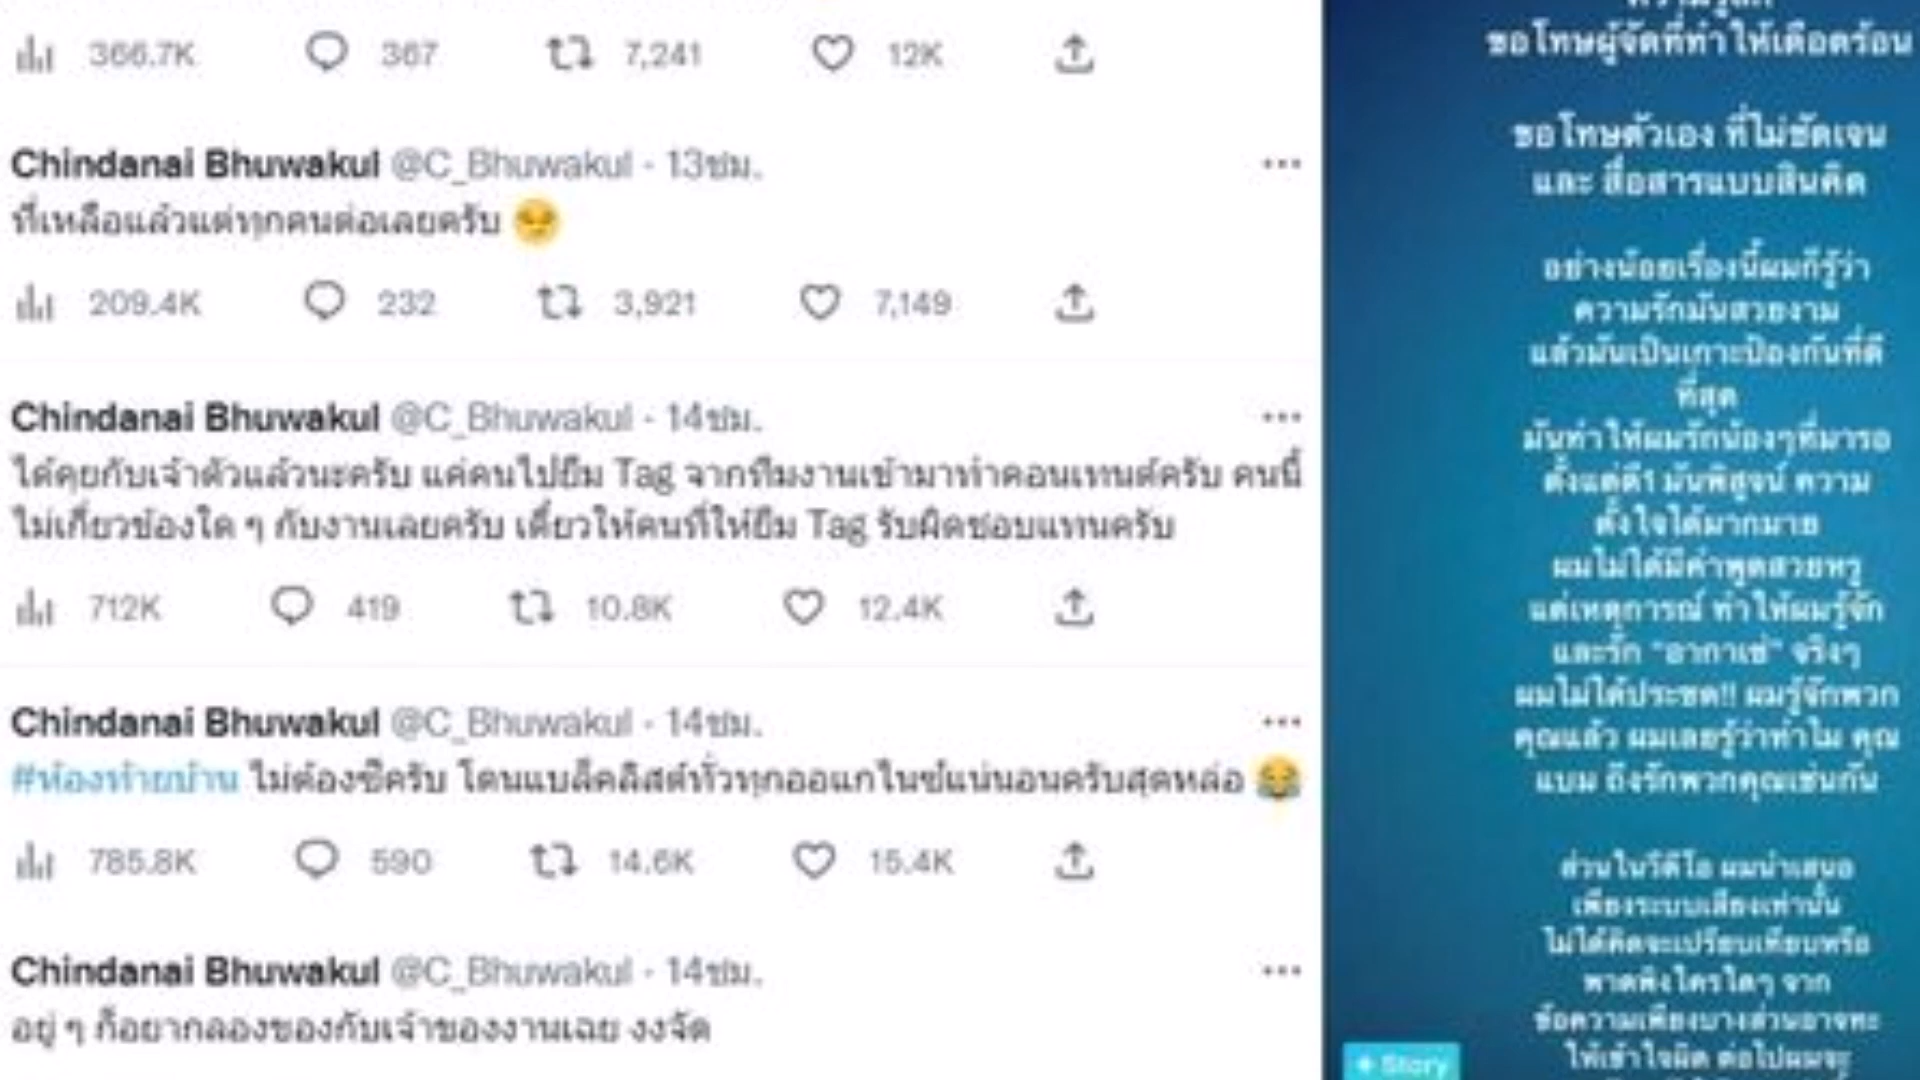 366.7K 367 7,241 12K
Chindanai Bhuwakul @C_Bhuwakul · 13ชม.
ที่เหลือแล้วแต่ทุกคนต่อเลยครับ
209.4K 232 3,921 7,149
Chindanai Bhuwakul @C_Bhuwakul · 14ชม.
ได้คุยกับเจ้าตัวแล้วนะครับ แค่คนไปยืม Tag จากทีมงานเข้ามาทำคอนเทนต์ครับ คนนี้
ไม่เกี่ยวข้องใด ๆ กับงานเลยครับ เดี๋ยวให้คนที่ให้ยืม Tag รับผิดชอบแทนครับ
712K 419 10.8K 12.4K
Chindanai Bhuwakul @C_Bhuwakul · 14ชม.
#ห้องท้ายบ้าน ไม่ต้องซีครับ โดนแบล็คลิสต์ทั่วทุกออแกไนซ์แน่นอนครับสุดหล่อ
785.8K 590 14.6K 15.4K
Chindanai Bhuwakul @C_Bhuwakul · 14ชม.
อยู่ ๆ ก็อยากลองของกับเจ้าของงานเฉย งงจัด
ขอโทษผู้จัดที่ทำให้เดือดร้อน
ขอโทษตัวเอง ที่ไม่ชัดเจน
และ สื่อสารแบบสิ้นคิด
อย่างน้อยเรื่องนี้ผมก็รู้ว่า
ความรักมันสวยงาม
แล้วมันเป็นเกาะป้องกันที่ดี
ที่สุด
มันทำให้ผมรักน้องๆที่มารอ
ตั้งแต่ตี1 มันพิสูจน์ ความ
ตั้งใจได้มากมาย
ผมไม่ได้มีคำพูดสวยหรู
แต่เหตุการณ์ ทำให้ผมรู้จัก
และรัก "อากาเซ่" จริงๆ
ผมไม่ได้ประชด!! ผมรู้จักพวก
คุณแล้ว ผมเลยรู้ว่าทำไม คุณ
แบม ถึงรักพวกคุณเช่นกัน
ส่วนในวีดีโอ ผมนำเสนอ
เพียงระบบเสียงเท่านั้น
ไม่ได้คิดจะเปรียบเทียบหรือ
พาดพิงใครใดๆ จาก
ข้อความเพียงบางส่วนอาจจะ
ให้เข้าใจผิด ต่อไปผมจะ
+ Story